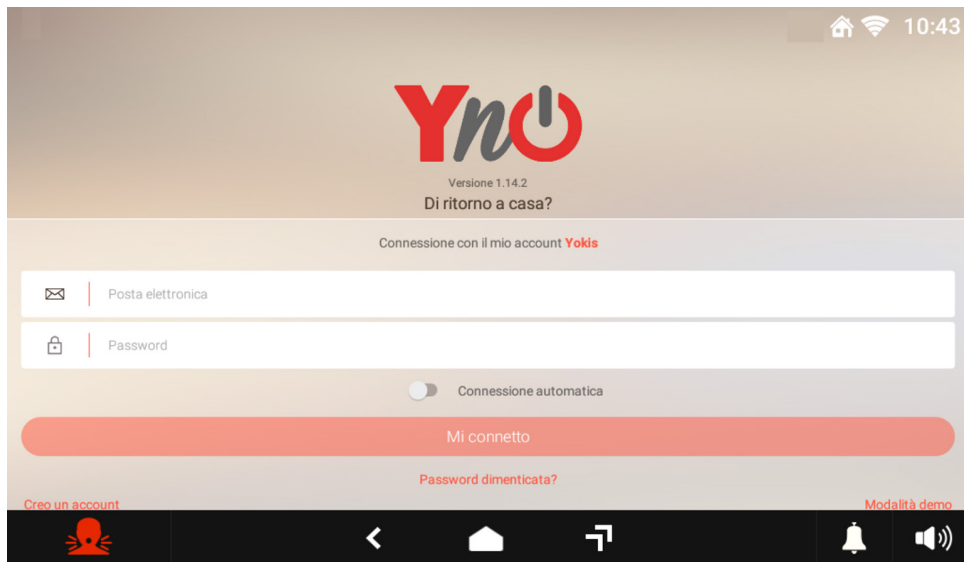 10:43
YnO
Versione 1.14.2
Di ritorno a casa?
Connessione con il mio account Yokis
Posta elettronica
Password
Connessione automatica
Mi connetto
Password dimenticata?
Creo un account
Modalità demo